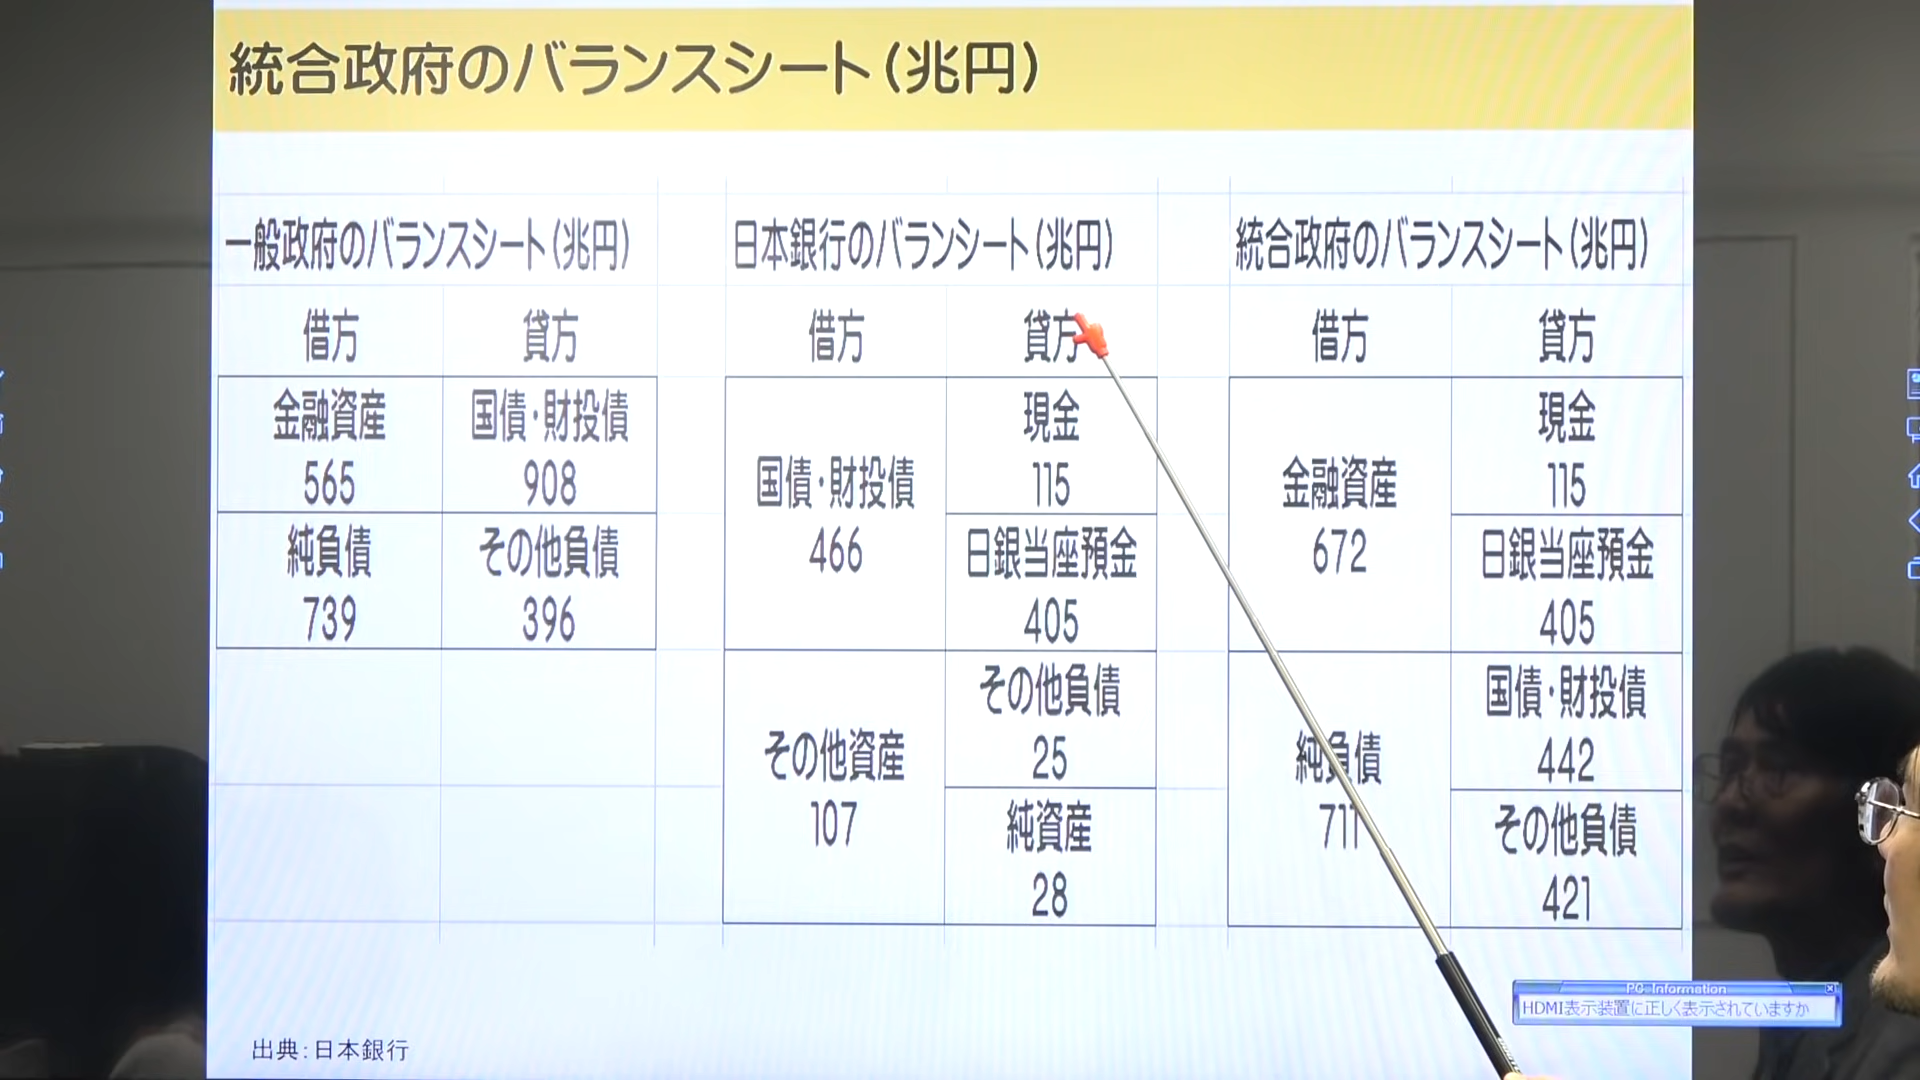 統合政府のバランスシート(兆円)
一般政府のバランスシート(兆円)
借方 貸方
金融資産 国債・財投債
565 908
純負債 その他負債
739 396
日本銀行のバランシート(兆円)
借方 貸方
国債・財投債
466
その他資産
107
現金
115
日銀当座預金
405
その他負債
25
純資産
28
統合政府のバランスシート(兆円)
借方 貸方
金融資産
672
純負債
711
現金
115
日銀当座預金
405
国債・財投債
442
その他負債
421
出典:日本銀行
PC Information
HDMI表示装置に正しく表示されていますか